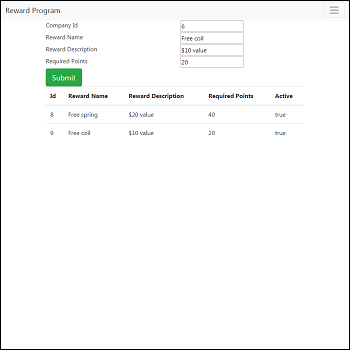 Reward Program
Company Id 6
Reward Name Free coil
Reward Description $10 value
Required Points 20
Submit
Id Reward Name Reward Description Required Points Active
8 Free spring $20 value 40 true
9 Free coil $10 value 20 true